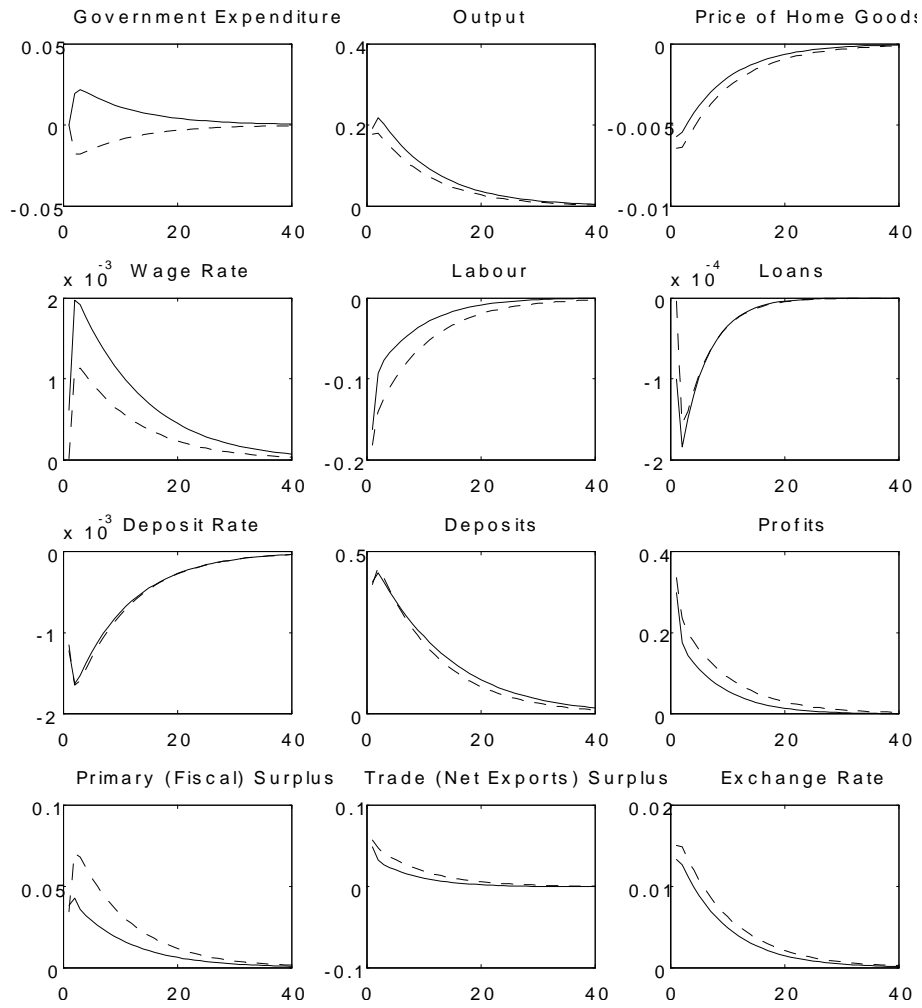 Government Expenditure
Output
Price of Home Goods
0.05
0
-0.05
0 20 40
0.4
0.2
0
0 20 40
0
-0.005
-0.01
0 20 40
x 10^-3 Wage Rate
Labour
x 10^-4 Loans
2
1
0
0 20 40
0
-0.1
-0.2
0 20 40
0
-1
-2
0 20 40
x 10^-3 Deposit Rate
Deposits
Profits
0
-1
-2
0 20 40
0.5
0
0 20 40
0.4
0.2
0
0 20 40
Primary (Fiscal) Surplus
Trade (Net Exports) Surplus
Exchange Rate
0.1
0.05
0
0 20 40
0.1
0
-0.1
0 20 40
0.02
0.01
0
0 20 40